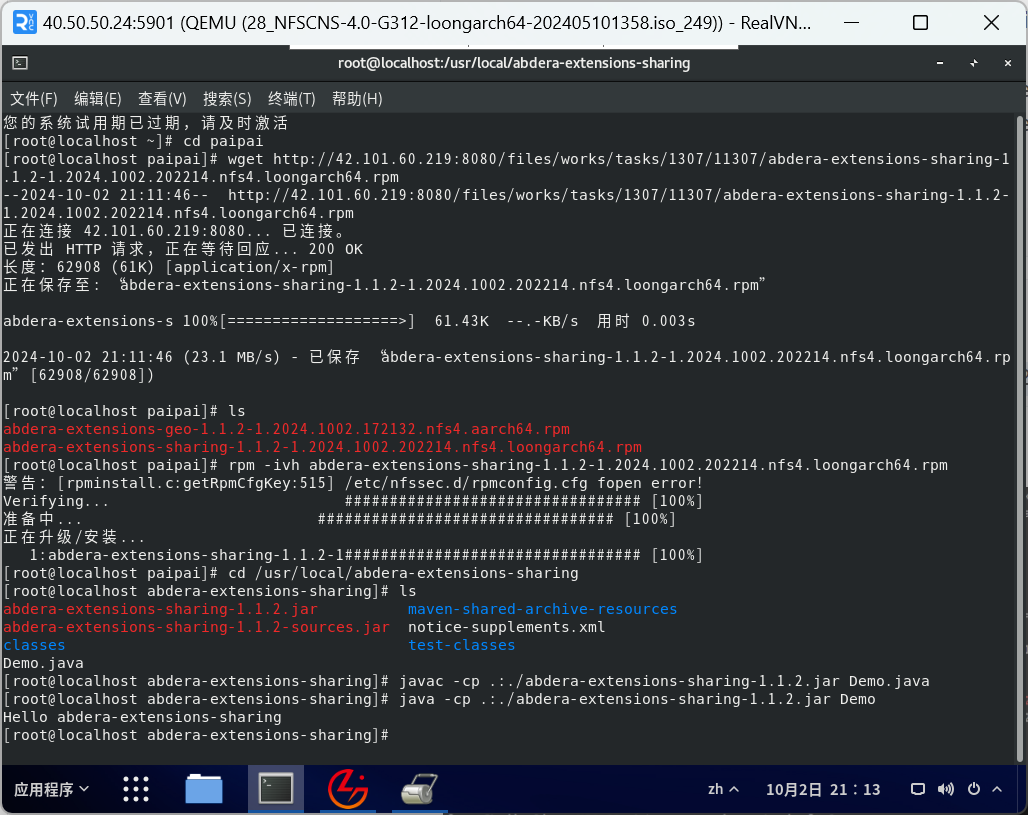 40.50.50.24:5901 (QEMU (28_NFSCNS-4.0-G312-loongarch64-202405101358.iso_249)) - RealVN...
root@localhost:/usr/local/abdera-extensions-sharing
文件(F) 编辑(E) 查看(V) 搜索(S) 终端(T) 帮助(H)
您的系统试用期已过期，请及时激活
[root@localhost ~]# cd paipai
[root@localhost paipai]# wget http://42.101.60.219:8080/files/works/tasks/1307/11307/abdera-extensions-sharing-1
.1.2-1.2024.1002.202214.nfs4.loongarch64.rpm
--2024-10-02 21:11:46--  http://42.101.60.219:8080/files/works/tasks/1307/11307/abdera-extensions-sharing-1.1.2-
1.2024.1002.202214.nfs4.loongarch64.rpm
正在连接 42.101.60.219:8080... 已连接。
已发出 HTTP 请求，正在等待回应... 200 OK
长度：62908 (61K) [application/x-rpm]
正在保存至: “abdera-extensions-sharing-1.1.2-1.2024.1002.202214.nfs4.loongarch64.rpm”
abdera-extensions-s 100%[===================>]  61.43K  --.-KB/s  用时 0.003s
2024-10-02 21:11:46 (23.1 MB/s) - 已保存 “abdera-extensions-sharing-1.1.2-1.2024.1002.202214.nfs4.loongarch64.rp
m” [62908/62908])
[root@localhost paipai]# ls
abdera-extensions-geo-1.1.2-1.2024.1002.172132.nfs4.aarch64.rpm
abdera-extensions-sharing-1.1.2-1.2024.1002.202214.nfs4.loongarch64.rpm
[root@localhost paipai]# rpm -ivh abdera-extensions-sharing-1.1.2-1.2024.1002.202214.nfs4.loongarch64.rpm
警告：[rpminstall.c:getRpmCfgKey:515] /etc/nfssec.d/rpmconfig.cfg fopen error!
Verifying... ################################# [100%]
准备中... ################################# [100%]
正在升级/安装...
1:abdera-extensions-sharing-1.1.2-1################################# [100%]
[root@localhost paipai]# cd /usr/local/abdera-extensions-sharing
[root@localhost abdera-extensions-sharing]# ls
abdera-extensions-sharing-1.1.2.jar maven-shared-archive-resources
abdera-extensions-sharing-1.1.2-sources.jar notice-supplements.xml
classes test-classes
Demo.java
[root@localhost abdera-extensions-sharing]# javac -cp .:./abdera-extensions-sharing-1.1.2.jar Demo.java
[root@localhost abdera-extensions-sharing]# java -cp .:./abdera-extensions-sharing-1.1.2.jar Demo
Hello abdera-extensions-sharing
[root@localhost abdera-extensions-sharing]#
应用程序 zh 10月2日 21：13